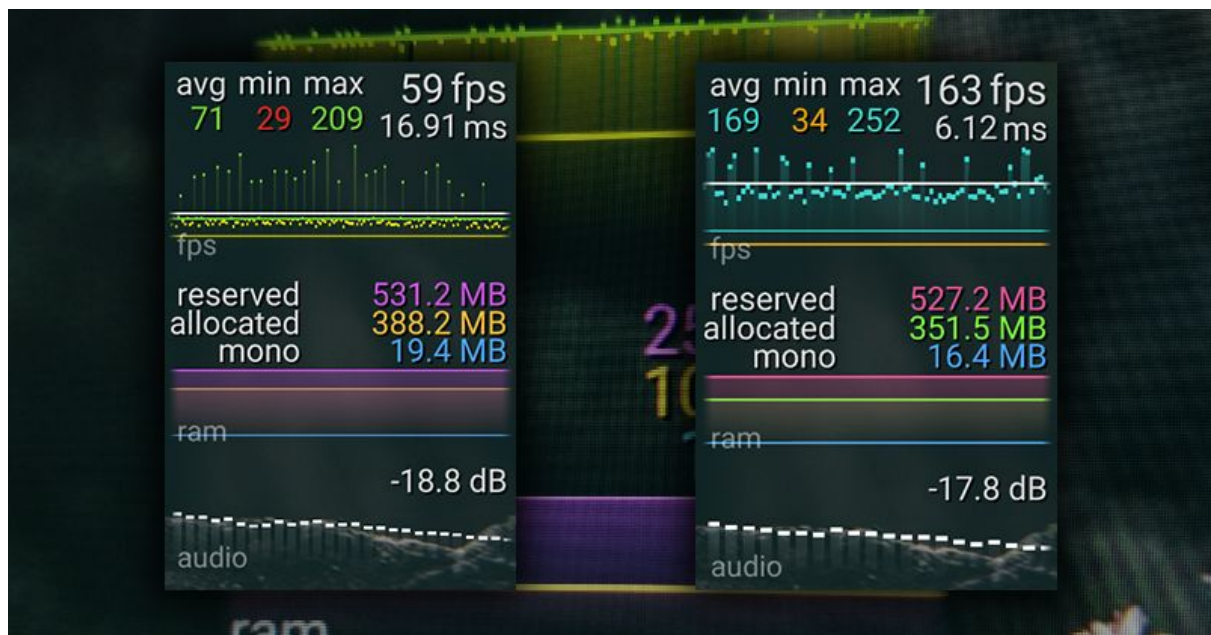 avg min max 59 fps
71 29 209 16.91 ms
fps
reserved 531.2 MB
allocated 388.2 MB
mono 19.4 MB
ram
-18.8 dB
audio
avg min max 163 fps
169 34 252 6.12 ms
fps
reserved 527.2 MB
allocated 351.5 MB
mono 16.4 MB
ram
-17.8 dB
audio
ram